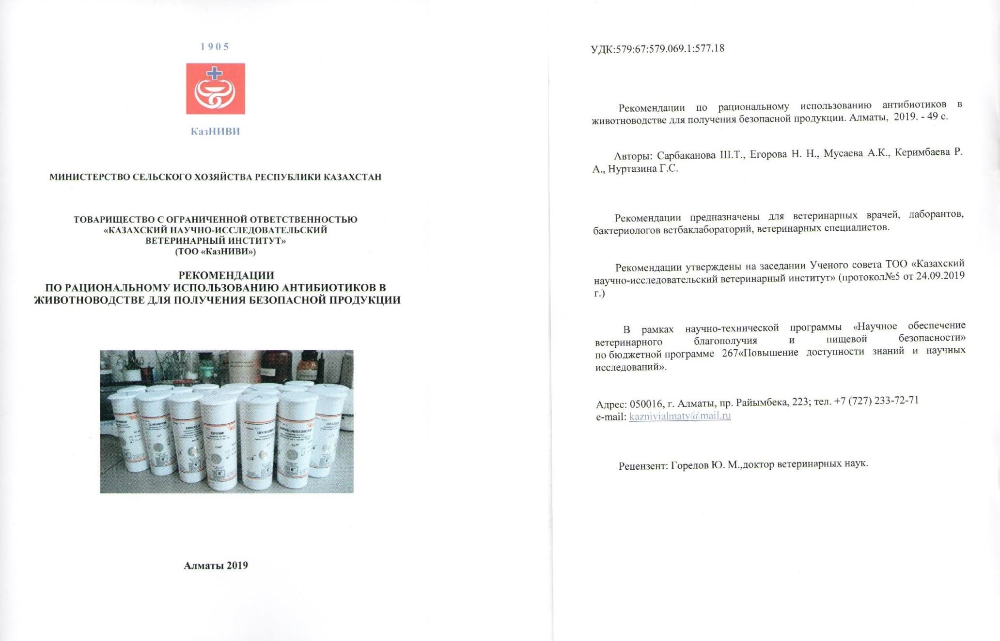 1905
КазНИВИ
МИНИСТЕРСТВО СЕЛЬСКОГО ХОЗЯЙСТВА РЕСПУБЛИКИ КАЗАХСТАН
ТОВАРИЩЕСТВО С ОГРАНИЧЕННОЙ ОТВЕТСТВЕННОСТЬЮ
«КАЗАХСКИЙ НАУЧНО-ИССЛЕДОВАТЕЛЬСКИЙ
ВЕТЕРИНАРНЫЙ ИНСТИТУТ»
(ТОО «КазНИВИ»)
РЕКОМЕНДАЦИИ
ПО РАЦИОНАЛЬНОМУ ИСПОЛЬЗОВАНИЮ АНТИБИОТИКОВ В
ЖИВОТНОВОДСТВЕ ДЛЯ ПОЛУЧЕНИЯ БЕЗОПАСНОЙ ПРОДУКЦИИ
CEFIXIME
Алматы 2019
УДК:579:67:579.069.1:577.18
Рекомендации по рациональному использованию антибиотиков в
животноводстве для получения безопасной продукции. Алматы, 2019. - 49 с.
Авторы: Сарбаканова Ш.Т., Егорова Н. Н., Мусаева А.К., Керимбаева Р.
А., Нуртазина Г.С.
Рекомендации предназначены для ветеринарных врачей, лаборантов,
бактериологов ветбаклабораторий, ветеринарных специалистов.
Рекомендации утверждены на заседании Ученого совета ТОО «Казахский
научно-исследовательский ветеринарный институт» (протокол№5 от 24.09.2019
г.)
В рамках научно-технической программы «Научное обеспечение
ветеринарного благополучия и пищевой безопасности»
по бюджетной программе 267«Повышение доступности знаний и научных
исследований».
Адрес: 050016, г. Алматы, пр. Райымбека, 223; тел. +7 (727) 233-72-71
e-mail: kaznivialmaty@mail.ru
Рецензент: Горелов Ю. М.,доктор ветеринарных наук.